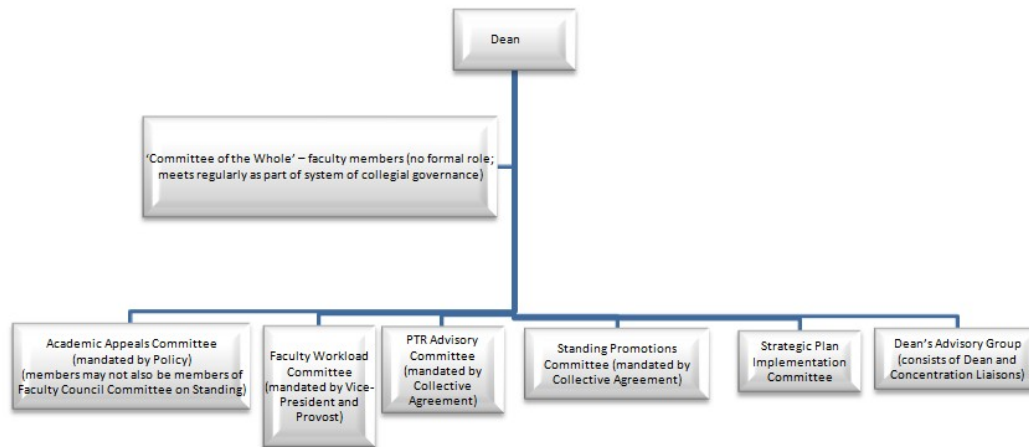 Dean
‘Committee of the Whole’ – faculty members (no formal role;
meets regularly as part of system of collegial governance)
Academic Appeals Committee
(mandated by Policy)
(members may not also be members of
Faculty Council Committee on Standing)
Faculty Workload
Committee
(mandated by Vice-
President and
Provost)
PTR Advisory
Committee
(mandated by
Collective
Agreement)
Standing Promotions
Committee (mandated by
Collective Agreement)
Strategic Plan
Implementation
Committee
Dean’s Advisory Group
(consists of Dean and
Concentration Liaisons)